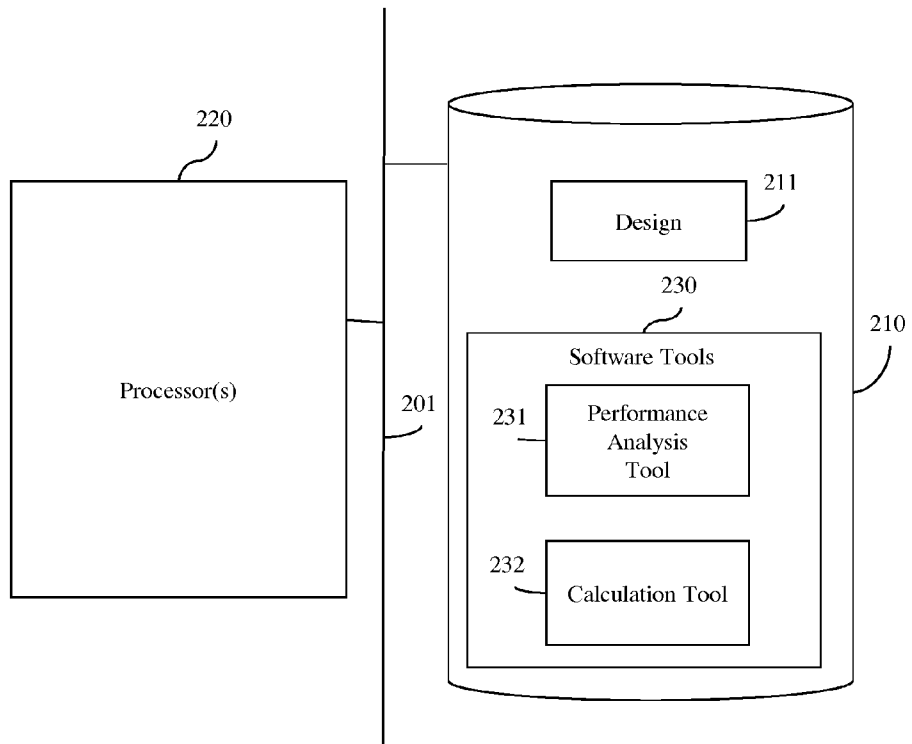 220
211
Design
230
Software Tools
210
Processor(s)
201
231
Performance
Analysis
Tool
232
Calculation Tool